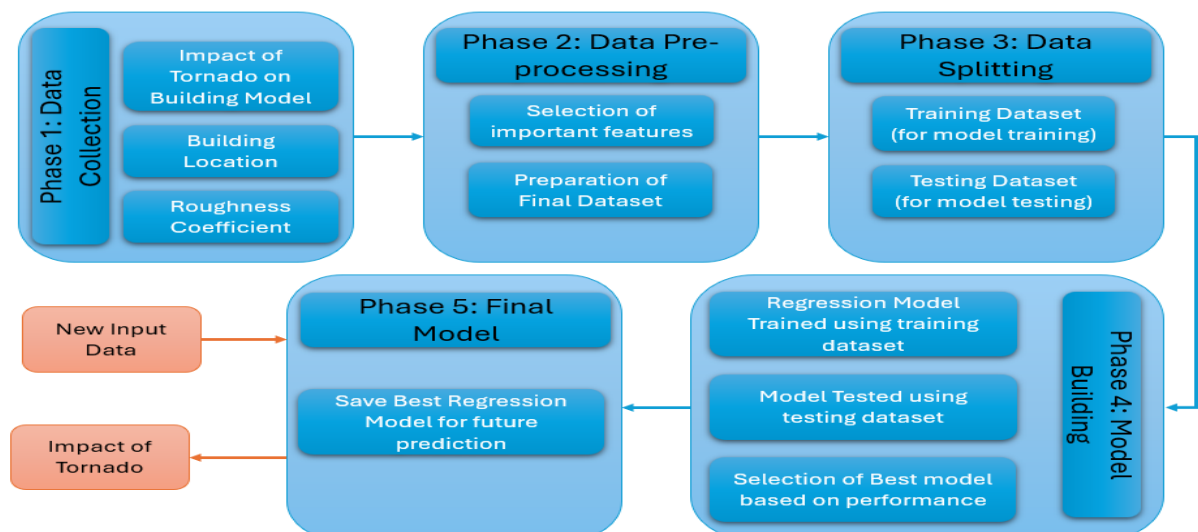 Phase 1: Data
Collection
Impact of
Tornado on
Building Model
Building
Location
Roughness
Coefficient
Phase 2: Data Pre-
processing
Selection of
important features
Preparation of
Final Dataset
Phase 3: Data
Splitting
Training Dataset
(for model training)
Testing Dataset
(for model testing)
Phase 4: Model
Building
Regression Model
Trained using training
dataset
Model Tested using
testing dataset
Selection of Best model
based on performance
Phase 5: Final
Model
Save Best Regression
Model for future
prediction
New Input
Data
Impact of
Tornado